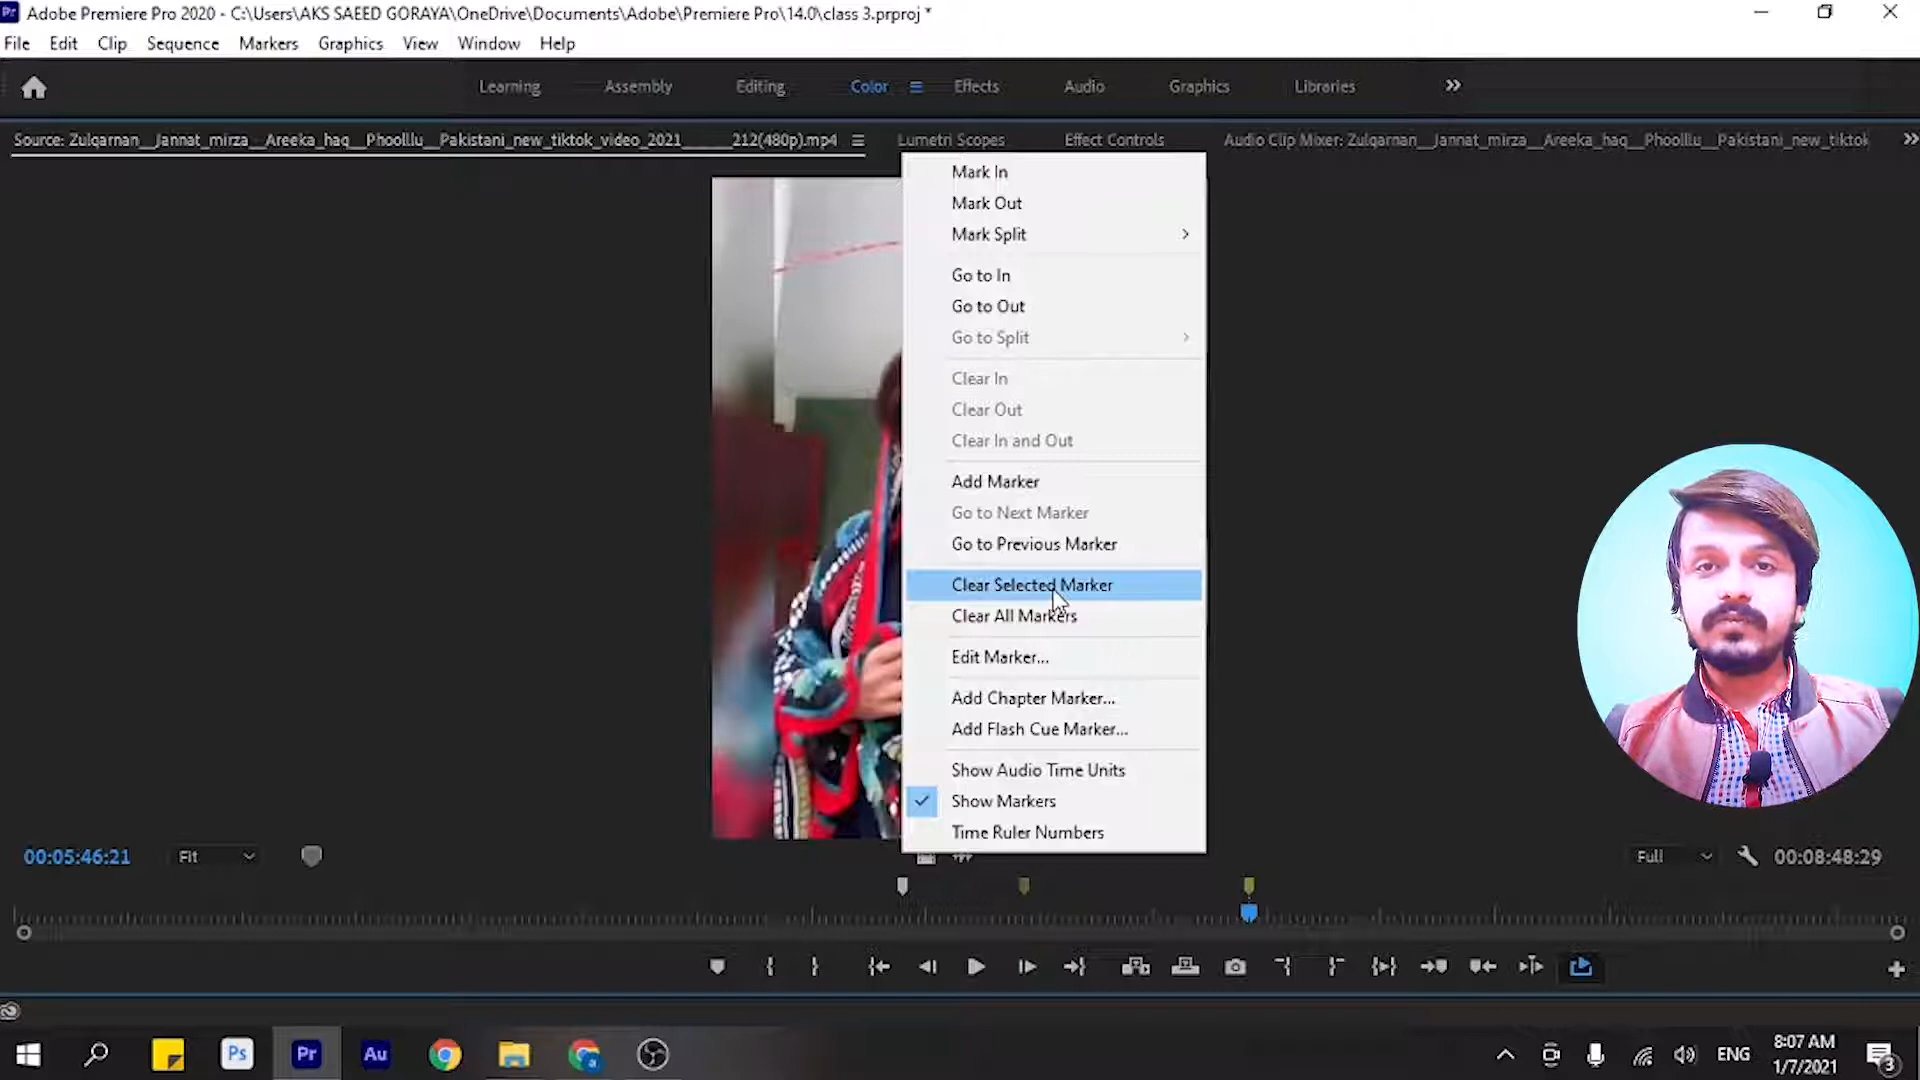 Pr Adobe Premiere Pro 2020 - C:\Users\AKS SAEED GORAYA\OneDrive\Documents\Adobe\Premiere Pro\14.0\class 3.prproj *
File Edit Clip Sequence Markers Graphics View Window Help
Learning Assembly Editing Color Effects Audio Graphics Libraries
Source: Zulqarnan__Jannat_mirza__Areeka_haq__Phoolllu__Pakistani_new_tiktok_video_2021______212(480p).mp4 Lumetri Scopes Effect Controls Audio Clip Mixer: Zulqarnan__Jannat_mirza__Areeka_haq__Phoolllu__Pakistani_new_tiktok
Mark In
Mark Out
Mark Split
Go to In
Go to Out
Go to Split
Clear In
Clear Out
Clear In and Out
Add Marker
Go to Next Marker
Go to Previous Marker
Clear Selected Marker
Clear All Markers
Edit Marker...
Add Chapter Marker...
Add Flash Cue Marker...
Show Audio Time Units
Show Markers
Time Ruler Numbers
00:05:46:21 Fit Full 00:08:48:29
Ps Pr Au a ENG 8:07 AM
1/7/2021 3